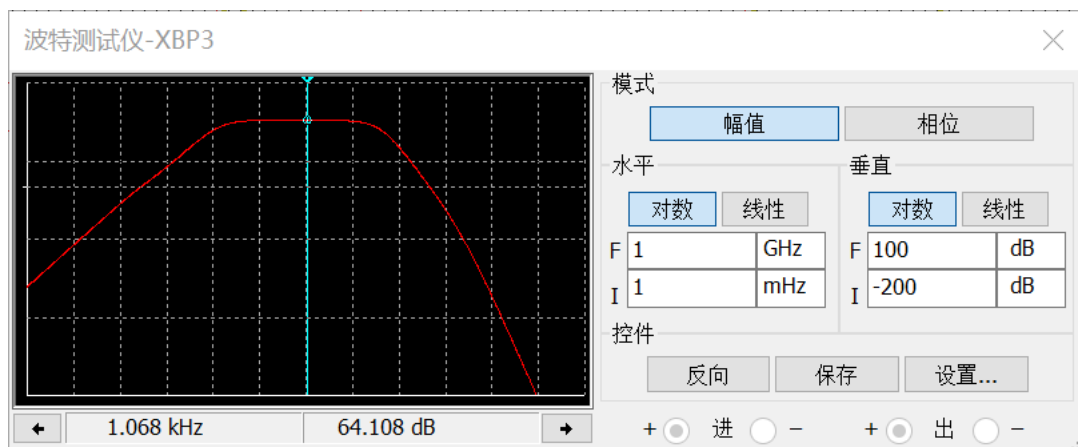 波特测试仪-XBP3
模式
幅值 相位
水平 垂直
对数 线性 对数 线性
F 1 GHz F 100 dB
I 1 mHz I -200 dB
控件
反向 保存 设置...
1.068 kHz 64.108 dB + 进 - + 出 -